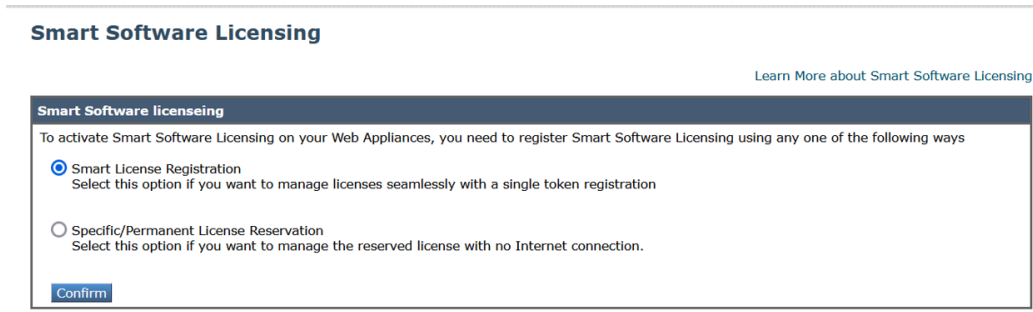 Smart Software Licensing
Learn More about Smart Software Licensing
Smart Software licenseing
To activate Smart Software Licensing on your Web Appliances, you need to register Smart Software Licensing using any one of the following ways
Smart License Registration
Select this option if you want to manage licenses seamlessly with a single token registration
Specific/Permanent License Reservation
Select this option if you want to manage the reserved license with no Internet connection.
Confirm